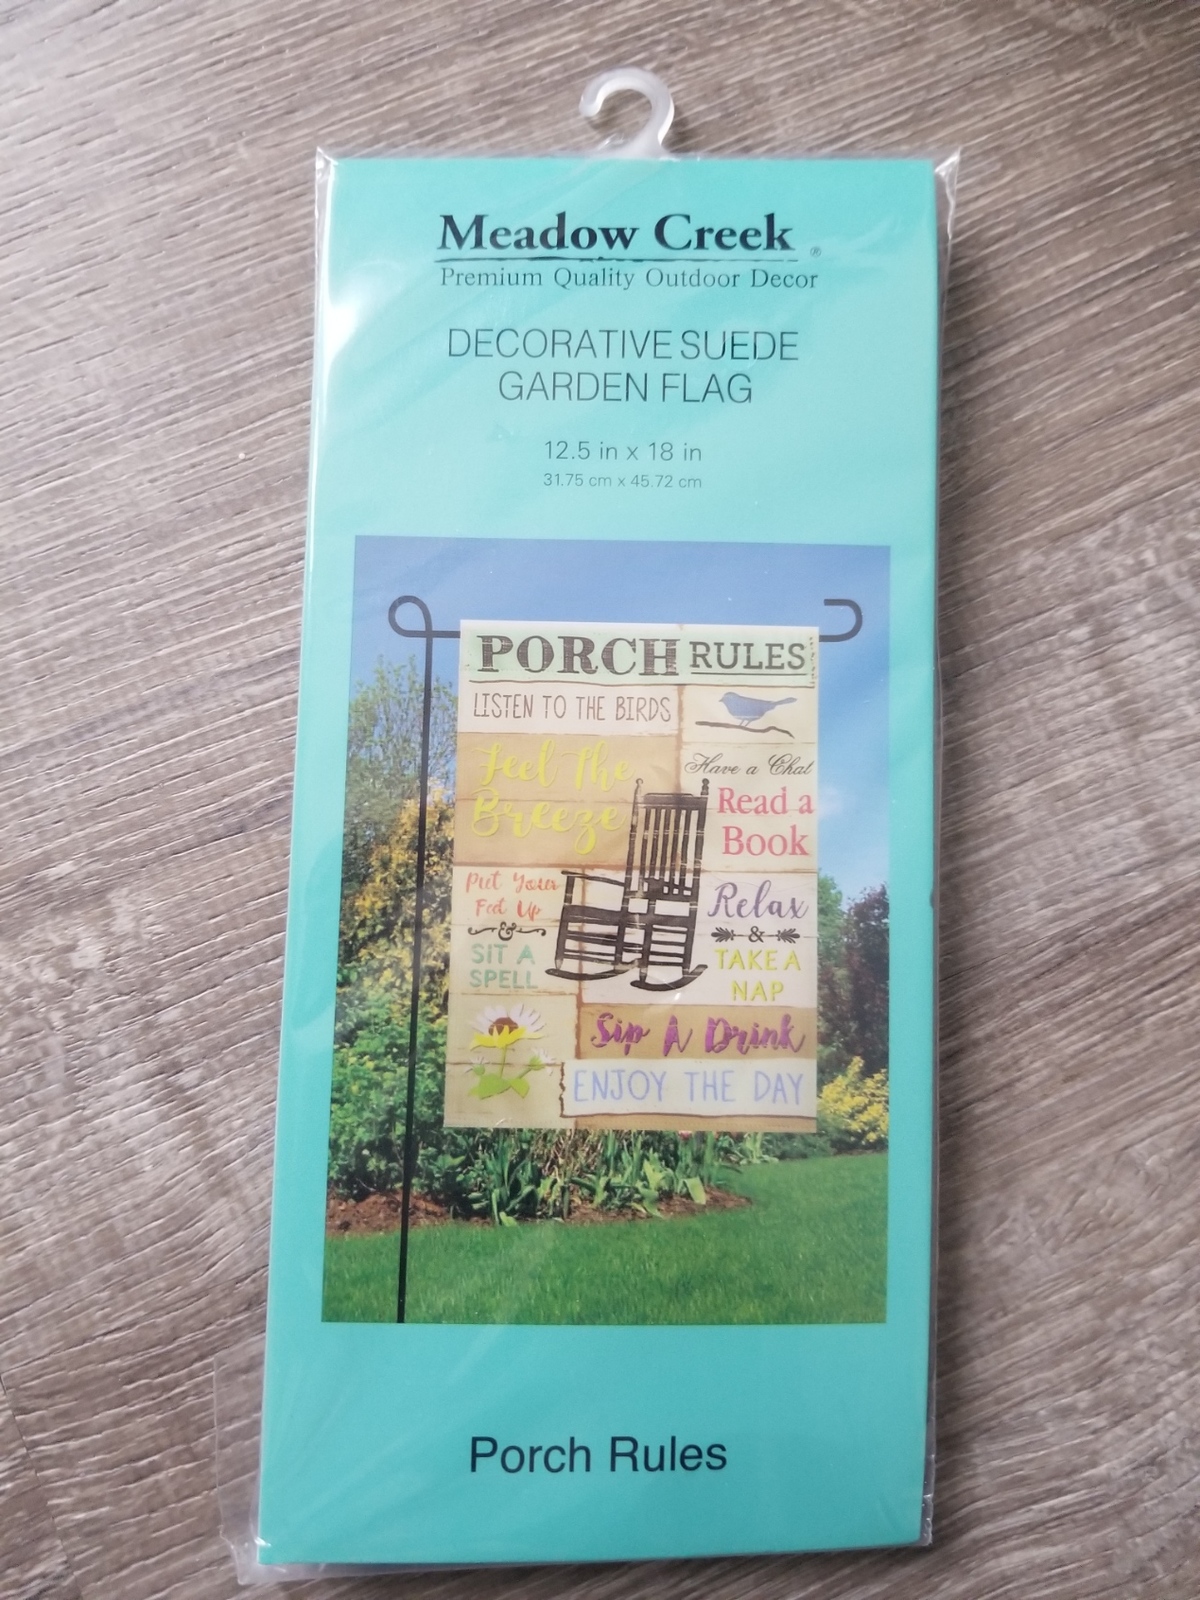 Meadow Creek ®
Premium Quality Outdoor Decor
DECORATIVE SUEDE
GARDEN FLAG
12.5 in x 18 in
31.75 cm x 45.72 cm
PORCH RULES
LISTEN TO THE BIRDS
Feel The
Breeze
Have a Chat
Read a
Book
Put Your
Feet Up
&
SIT A
SPELL
Relax
&
TAKE A
NAP
Sip A Drink
ENJOY THE DAY
Porch Rules